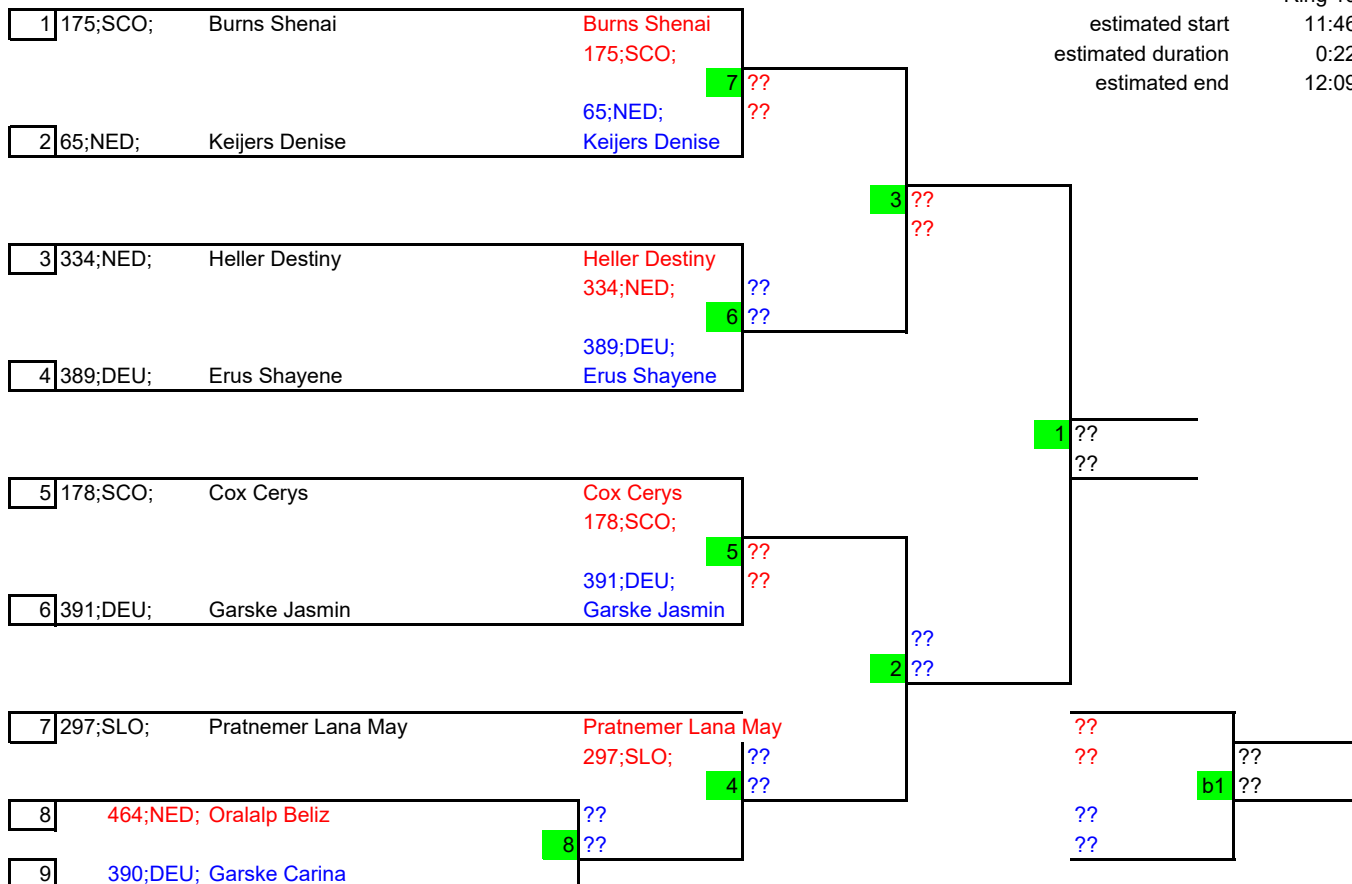 1 175;SCO; Burns Shenai Burns Shenai estimated start 11:46
175;SCO; estimated duration 0:22
7 ?? estimated end 12:09
65;NED; ??
2 65;NED; Keijers Denise Keijers Denise
3 ??
??
3 334;NED; Heller Destiny Heller Destiny
334;NED; ??
6 ??
389;DEU;
4 389;DEU; Erus Shayene Erus Shayene
1 ??
??
5 178;SCO; Cox Cerys Cox Cerys
178;SCO;
5 ??
391;DEU; ??
6 391;DEU; Garske Jasmin Garske Jasmin
??
2 ??
7 297;SLO; Pratnemer Lana May Pratnemer Lana May ??
297;SLO; ?? ?? ??
4 ?? b1 ??
8 464;NED; Oralalp Beliz ?? ??
8 ?? ??
9 390;DEU; Garske Carina